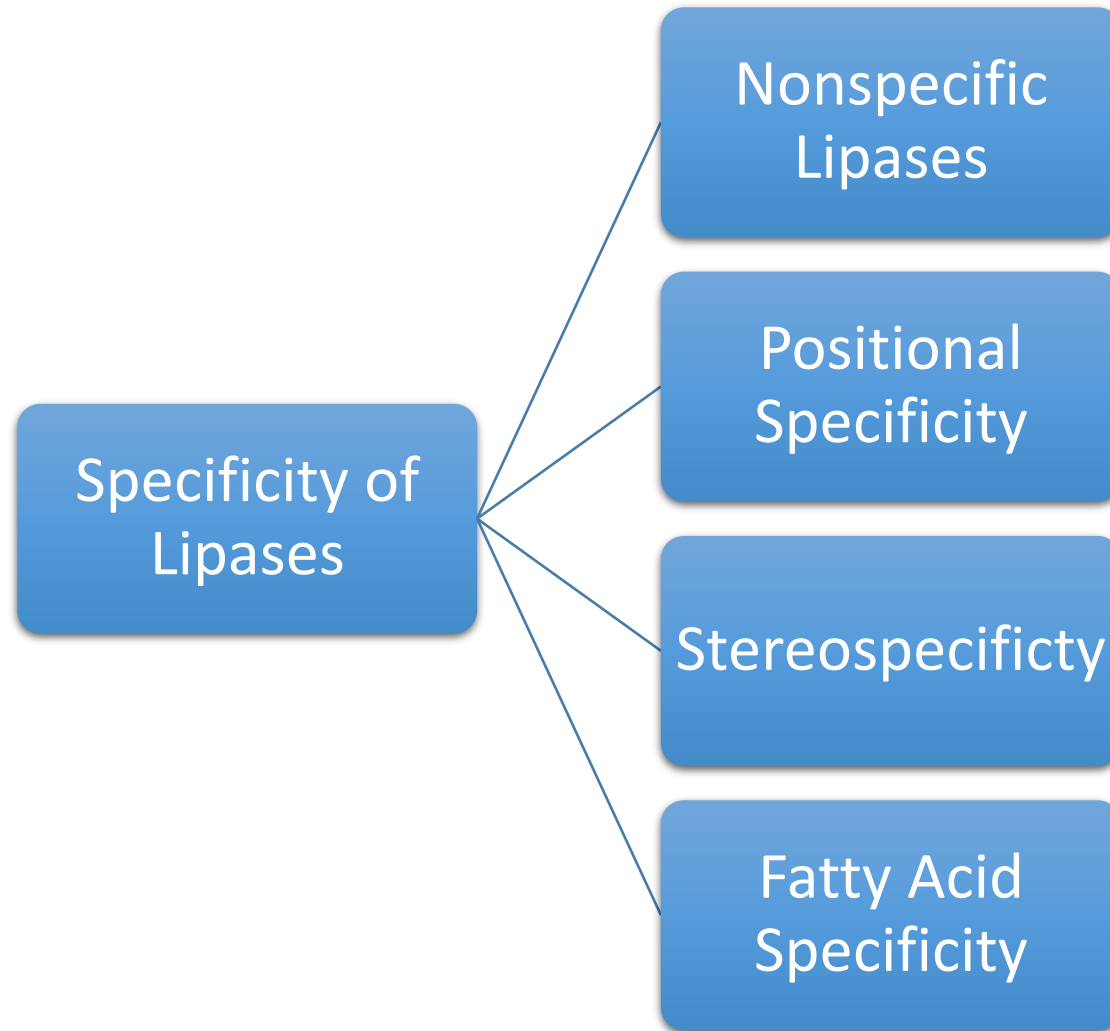 Specificity of
Lipases
Nonspecific
Lipases
Positional
Specificity
Stereospecificty
Fatty Acid
Specificity